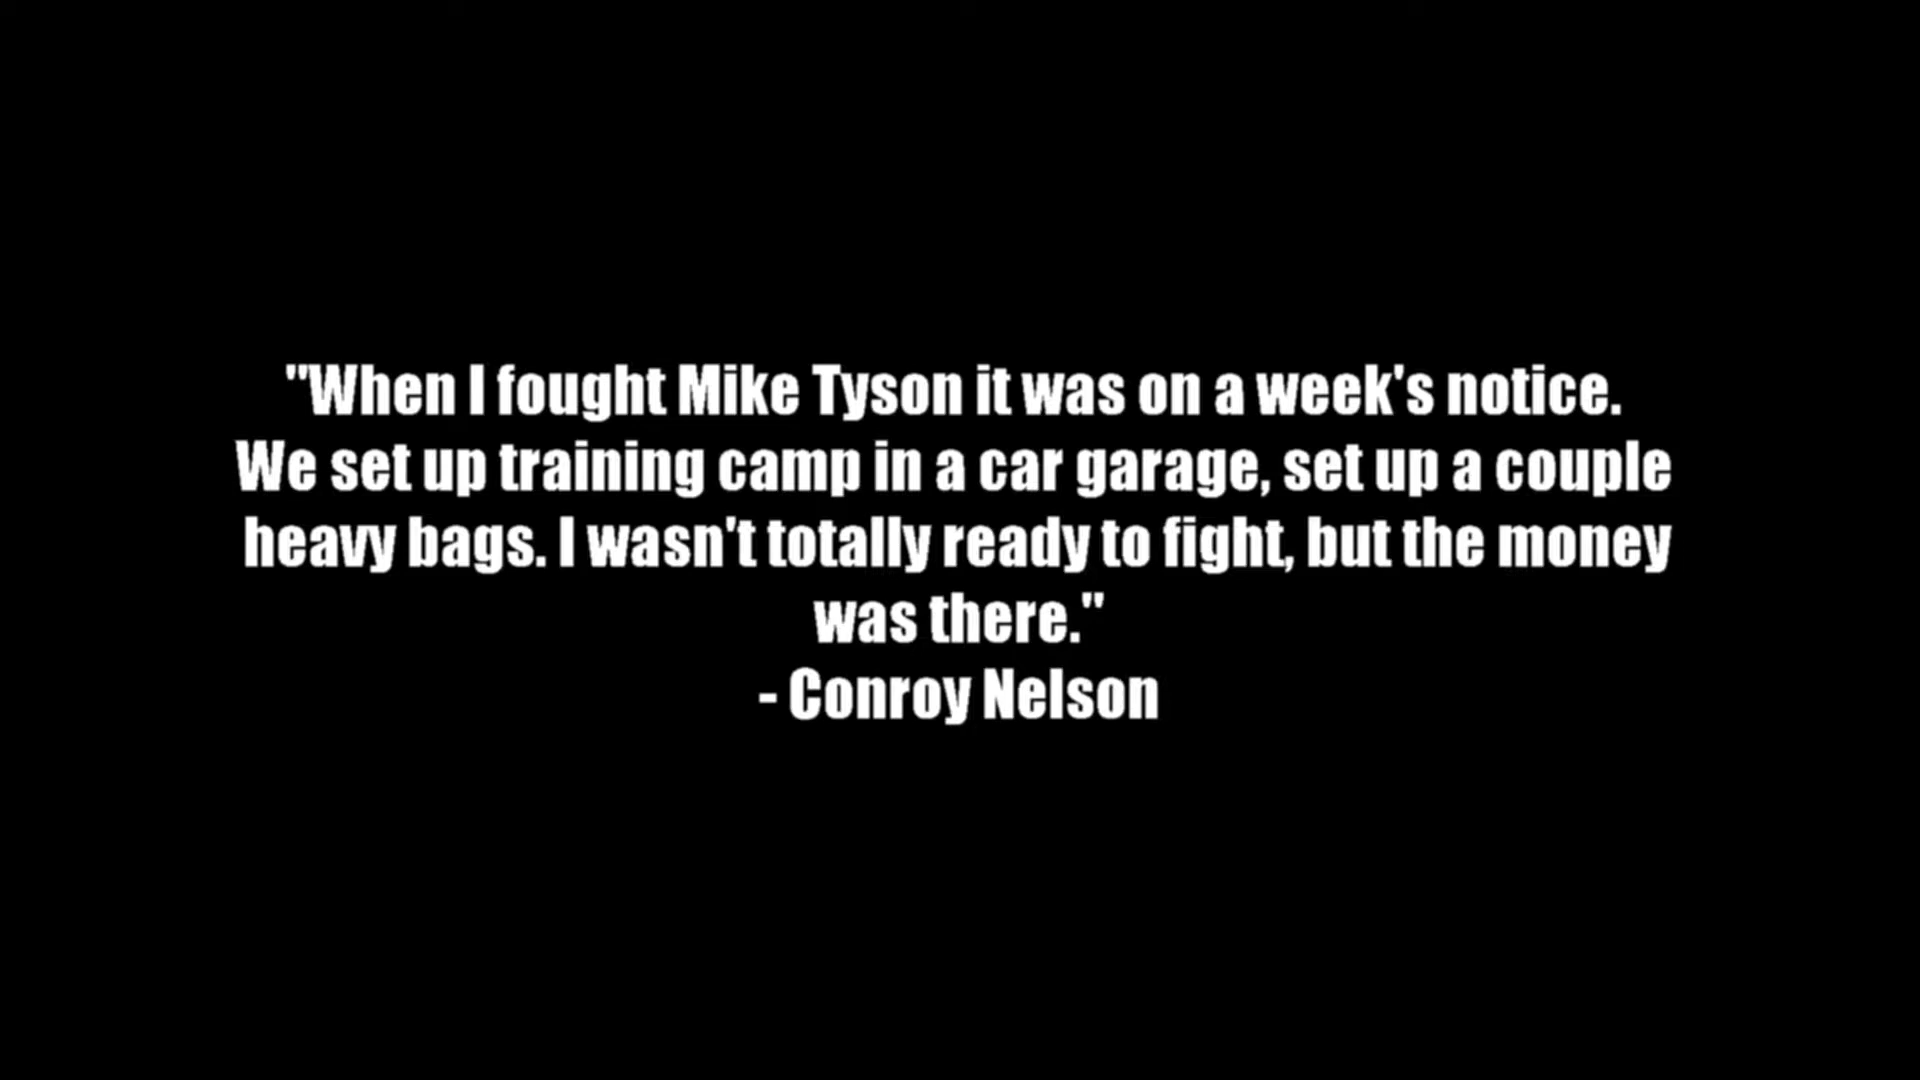 "When I fought Mike Tyson it was on a week's notice.
We set up training camp in a car garage, set up a couple
heavy bags. I wasn't totally ready to fight, but the money
was there."
- Conroy Nelson